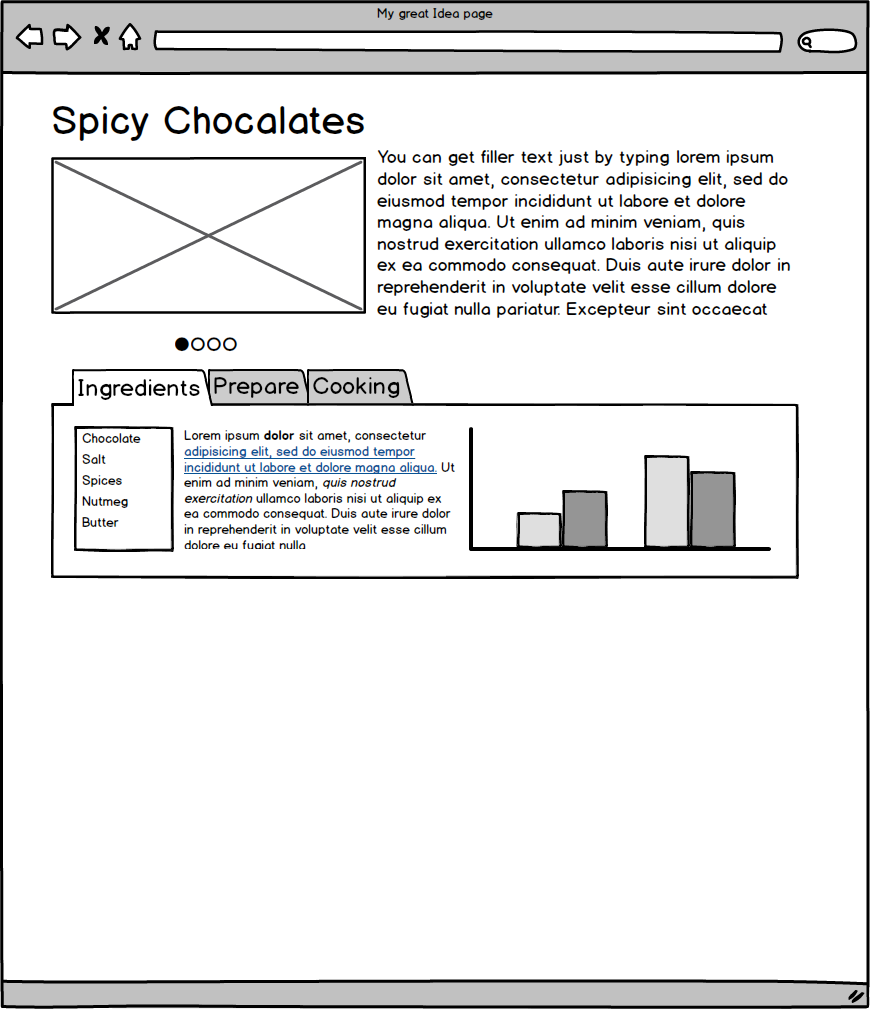 My great Idea page
Spicy Chocalates
You can get filler text just by typing lorem ipsum
dolor sit amet, consectetur adipisicing elit, sed do
eiusmod tempor incididunt ut labore et dolore
magna aliqua. Ut enim ad minim veniam, quis
nostrud exercitation ullamco laboris nisi ut aliquip
ex ea commodo consequat. Duis aute irure dolor in
reprehenderit in voluptate velit esse cillum dolore
eu fugiat nulla pariatur. Excepteur sint occaecat
Ingredients
Prepare
Cooking
Chocolate
Salt
Spices
Nutmeg
Butter
Lorem ipsum dolor sit amet, consectetur
adipisicing elit, sed do eiusmod tempor
incididunt ut labore et dolore magna aliqua. Ut
enim ad minim veniam, quis nostrud
exercitation ullamco laboris nisi ut aliquip ex
ea commodo consequat. Duis aute irure dolor
in reprehenderit in voluptate velit esse cillum
dolore eu fugiat nulla